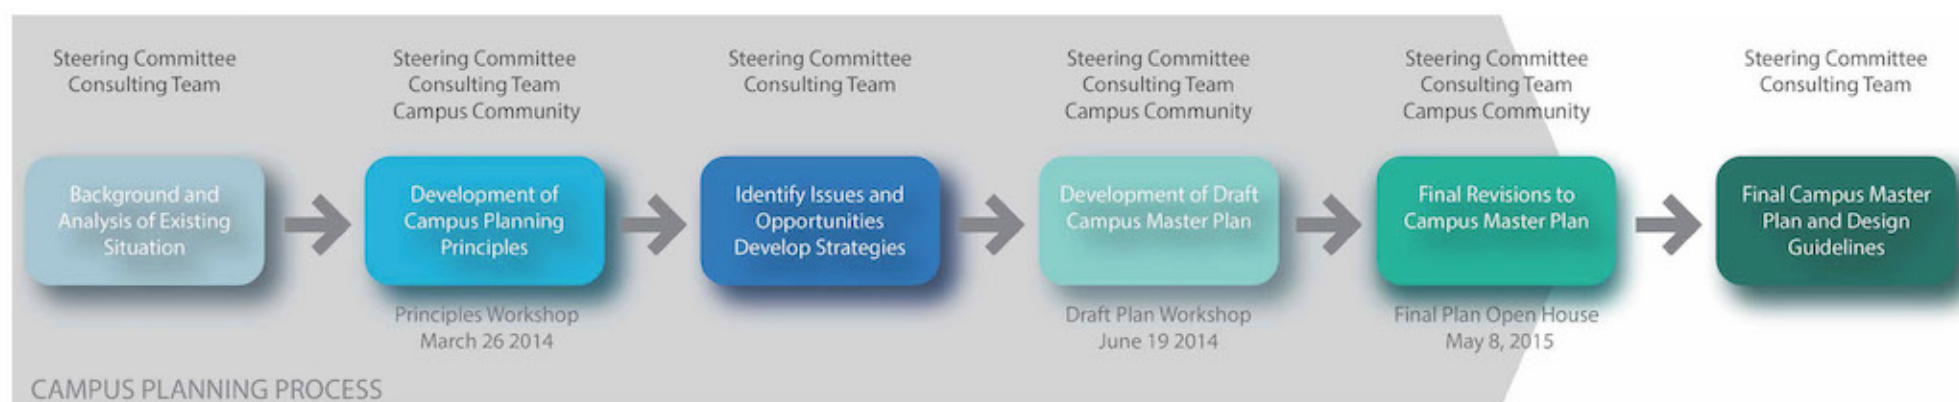 Steering Committee
Consulting Team
Steering Committee
Consulting Team
Campus Community
Steering Committee
Consulting Team
Steering Committee
Consulting Team
Campus Community
Steering Committee
Consulting Team
Campus Community
Steering Committee
Consulting Team
Background and
Analysis of Existing
Situation
Development of
Campus Planning
Principles
Identify Issues and
Opportunities
Develop Strategies
Development of Draft
Campus Master Plan
Final Revisions to
Campus Master Plan
Final Campus Master
Plan and Design
Guidelines
Principles Workshop
March 26 2014
Draft Plan Workshop
June 19 2014
Final Plan Open House
May 8, 2015
CAMPUS PLANNING PROCESS